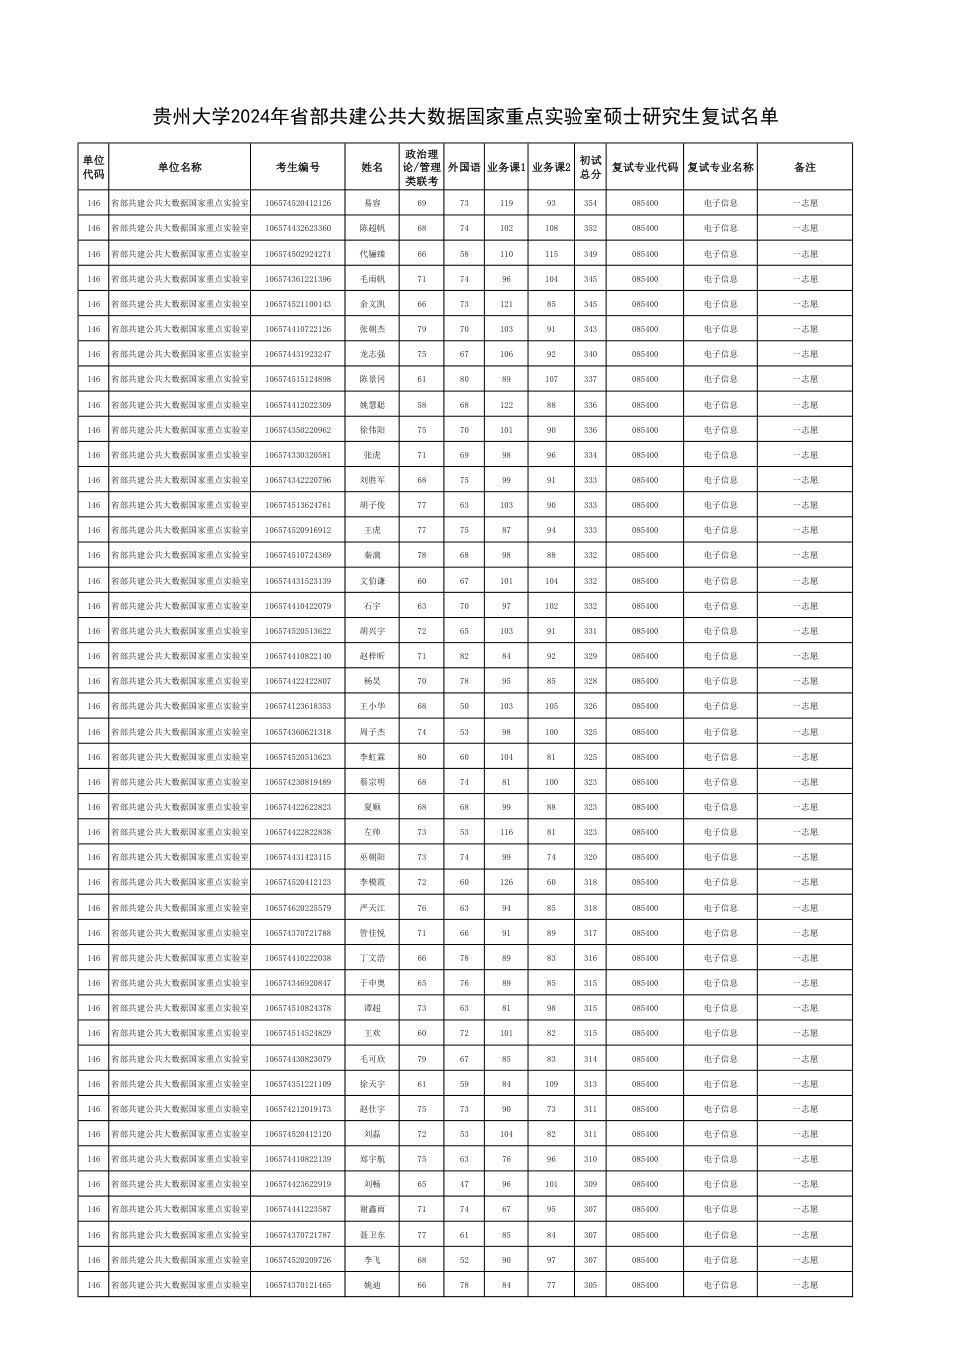 贵州大学2024年省部共建公共大数据国家重点实验室硕士研究生复试名单
单位代码 单位名称 考生编号 姓名 政治理论/管理类联考 外国语 业务课1 业务课2 初试总分 复试专业代码 复试专业名称 备注
146 省部共建公共大数据国家重点实验室 106574520412126 易容 69 73 119 93 354 085400 电子信息 一志愿
146 省部共建公共大数据国家重点实验室 106574432623360 陈超帆 68 74 102 108 352 085400 电子信息 一志愿
146 省部共建公共大数据国家重点实验室 106574502924274 代骊臻 66 58 110 115 349 085400 电子信息 一志愿
146 省部共建公共大数据国家重点实验室 106574361221396 毛雨帆 71 74 96 104 345 085400 电子信息 一志愿
146 省部共建公共大数据国家重点实验室 106574521100143 余文凯 66 73 121 85 345 085400 电子信息 一志愿
146 省部共建公共大数据国家重点实验室 106574410722126 张朝杰 79 70 103 91 343 085400 电子信息 一志愿
146 省部共建公共大数据国家重点实验室 106574431923247 龙志强 75 67 106 92 340 085400 电子信息 一志愿
146 省部共建公共大数据国家重点实验室 106574515124898 陈景冈 61 80 89 107 337 085400 电子信息 一志愿
146 省部共建公共大数据国家重点实验室 106574412022309 姚慧聪 58 68 122 88 336 085400 电子信息 一志愿
146 省部共建公共大数据国家重点实验室 106574350220962 徐伟阳 75 70 101 90 336 085400 电子信息 一志愿
146 省部共建公共大数据国家重点实验室 106574330320581 张虎 71 69 98 96 334 085400 电子信息 一志愿
146 省部共建公共大数据国家重点实验室 106574342220796 刘胜军 68 75 99 91 333 085400 电子信息 一志愿
146 省部共建公共大数据国家重点实验室 106574513624761 胡子俊 77 63 103 90 333 085400 电子信息 一志愿
146 省部共建公共大数据国家重点实验室 106574520916912 王虎 77 75 87 94 333 085400 电子信息 一志愿
146 省部共建公共大数据国家重点实验室 106574510724369 秦漓 78 68 98 88 332 085400 电子信息 一志愿
146 省部共建公共大数据国家重点实验室 106574431523139 文伯谦 60 67 101 104 332 085400 电子信息 一志愿
146 省部共建公共大数据国家重点实验室 106574410422079 石宇 63 70 97 102 332 085400 电子信息 一志愿
146 省部共建公共大数据国家重点实验室 106574520513622 胡兴宇 72 65 103 91 331 085400 电子信息 一志愿
146 省部共建公共大数据国家重点实验室 106574410822140 赵梓昕 71 82 84 92 329 085400 电子信息 一志愿
146 省部共建公共大数据国家重点实验室 106574422422807 杨昊 70 78 95 85 328 085400 电子信息 一志愿
146 省部共建公共大数据国家重点实验室 106574123618353 王小华 68 50 103 105 326 085400 电子信息 一志愿
146 省部共建公共大数据国家重点实验室 106574360621318 周子杰 74 53 98 100 325 085400 电子信息 一志愿
146 省部共建公共大数据国家重点实验室 106574520513623 李虹霖 80 60 104 81 325 085400 电子信息 一志愿
146 省部共建公共大数据国家重点实验室 106574230819489 蔡宗明 68 74 81 100 323 085400 电子信息 一志愿
146 省部共建公共大数据国家重点实验室 106574422622823 夏顺 68 68 99 88 323 085400 电子信息 一志愿
146 省部共建公共大数据国家重点实验室 106574422822838 左帅 73 53 116 81 323 085400 电子信息 一志愿
146 省部共建公共大数据国家重点实验室 106574431423115 巫朝阳 73 74 99 74 320 085400 电子信息 一志愿
146 省部共建公共大数据国家重点实验室 106574520412123 李模霞 72 60 126 60 318 085400 电子信息 一志愿
146 省部共建公共大数据国家重点实验室 106574620225579 严天江 76 63 94 85 318 085400 电子信息 一志愿
146 省部共建公共大数据国家重点实验室 106574370721788 管佳悦 71 66 91 89 317 085400 电子信息 一志愿
146 省部共建公共大数据国家重点实验室 106574410222038 丁文浩 66 78 89 83 316 085400 电子信息 一志愿
146 省部共建公共大数据国家重点实验室 106574346920847 于申奥 65 76 89 85 315 085400 电子信息 一志愿
146 省部共建公共大数据国家重点实验室 106574510824378 谭超 73 63 81 98 315 085400 电子信息 一志愿
146 省部共建公共大数据国家重点实验室 106574514524829 王欢 60 72 101 82 315 085400 电子信息 一志愿
146 省部共建公共大数据国家重点实验室 106574430823079 毛可欣 79 67 85 83 314 085400 电子信息 一志愿
146 省部共建公共大数据国家重点实验室 106574351221109 徐天宇 61 59 84 109 313 085400 电子信息 一志愿
146 省部共建公共大数据国家重点实验室 106574212019173 赵仕宇 75 73 90 73 311 085400 电子信息 一志愿
146 省部共建公共大数据国家重点实验室 106574520412120 刘磊 72 53 104 82 311 085400 电子信息 一志愿
146 省部共建公共大数据国家重点实验室 106574410822139 郑宇航 75 63 76 96 310 085400 电子信息 一志愿
146 省部共建公共大数据国家重点实验室 106574423622919 刘畅 65 47 96 101 309 085400 电子信息 一志愿
146 省部共建公共大数据国家重点实验室 106574441223587 谢鑫雨 71 74 67 95 307 085400 电子信息 一志愿
146 省部共建公共大数据国家重点实验室 106574370721787 聂卫东 77 61 85 84 307 085400 电子信息 一志愿
146 省部共建公共大数据国家重点实验室 106574520209726 李飞 68 52 90 97 307 085400 电子信息 一志愿
146 省部共建公共大数据国家重点实验室 106574370121465 姚迪 66 78 84 77 305 085400 电子信息 一志愿